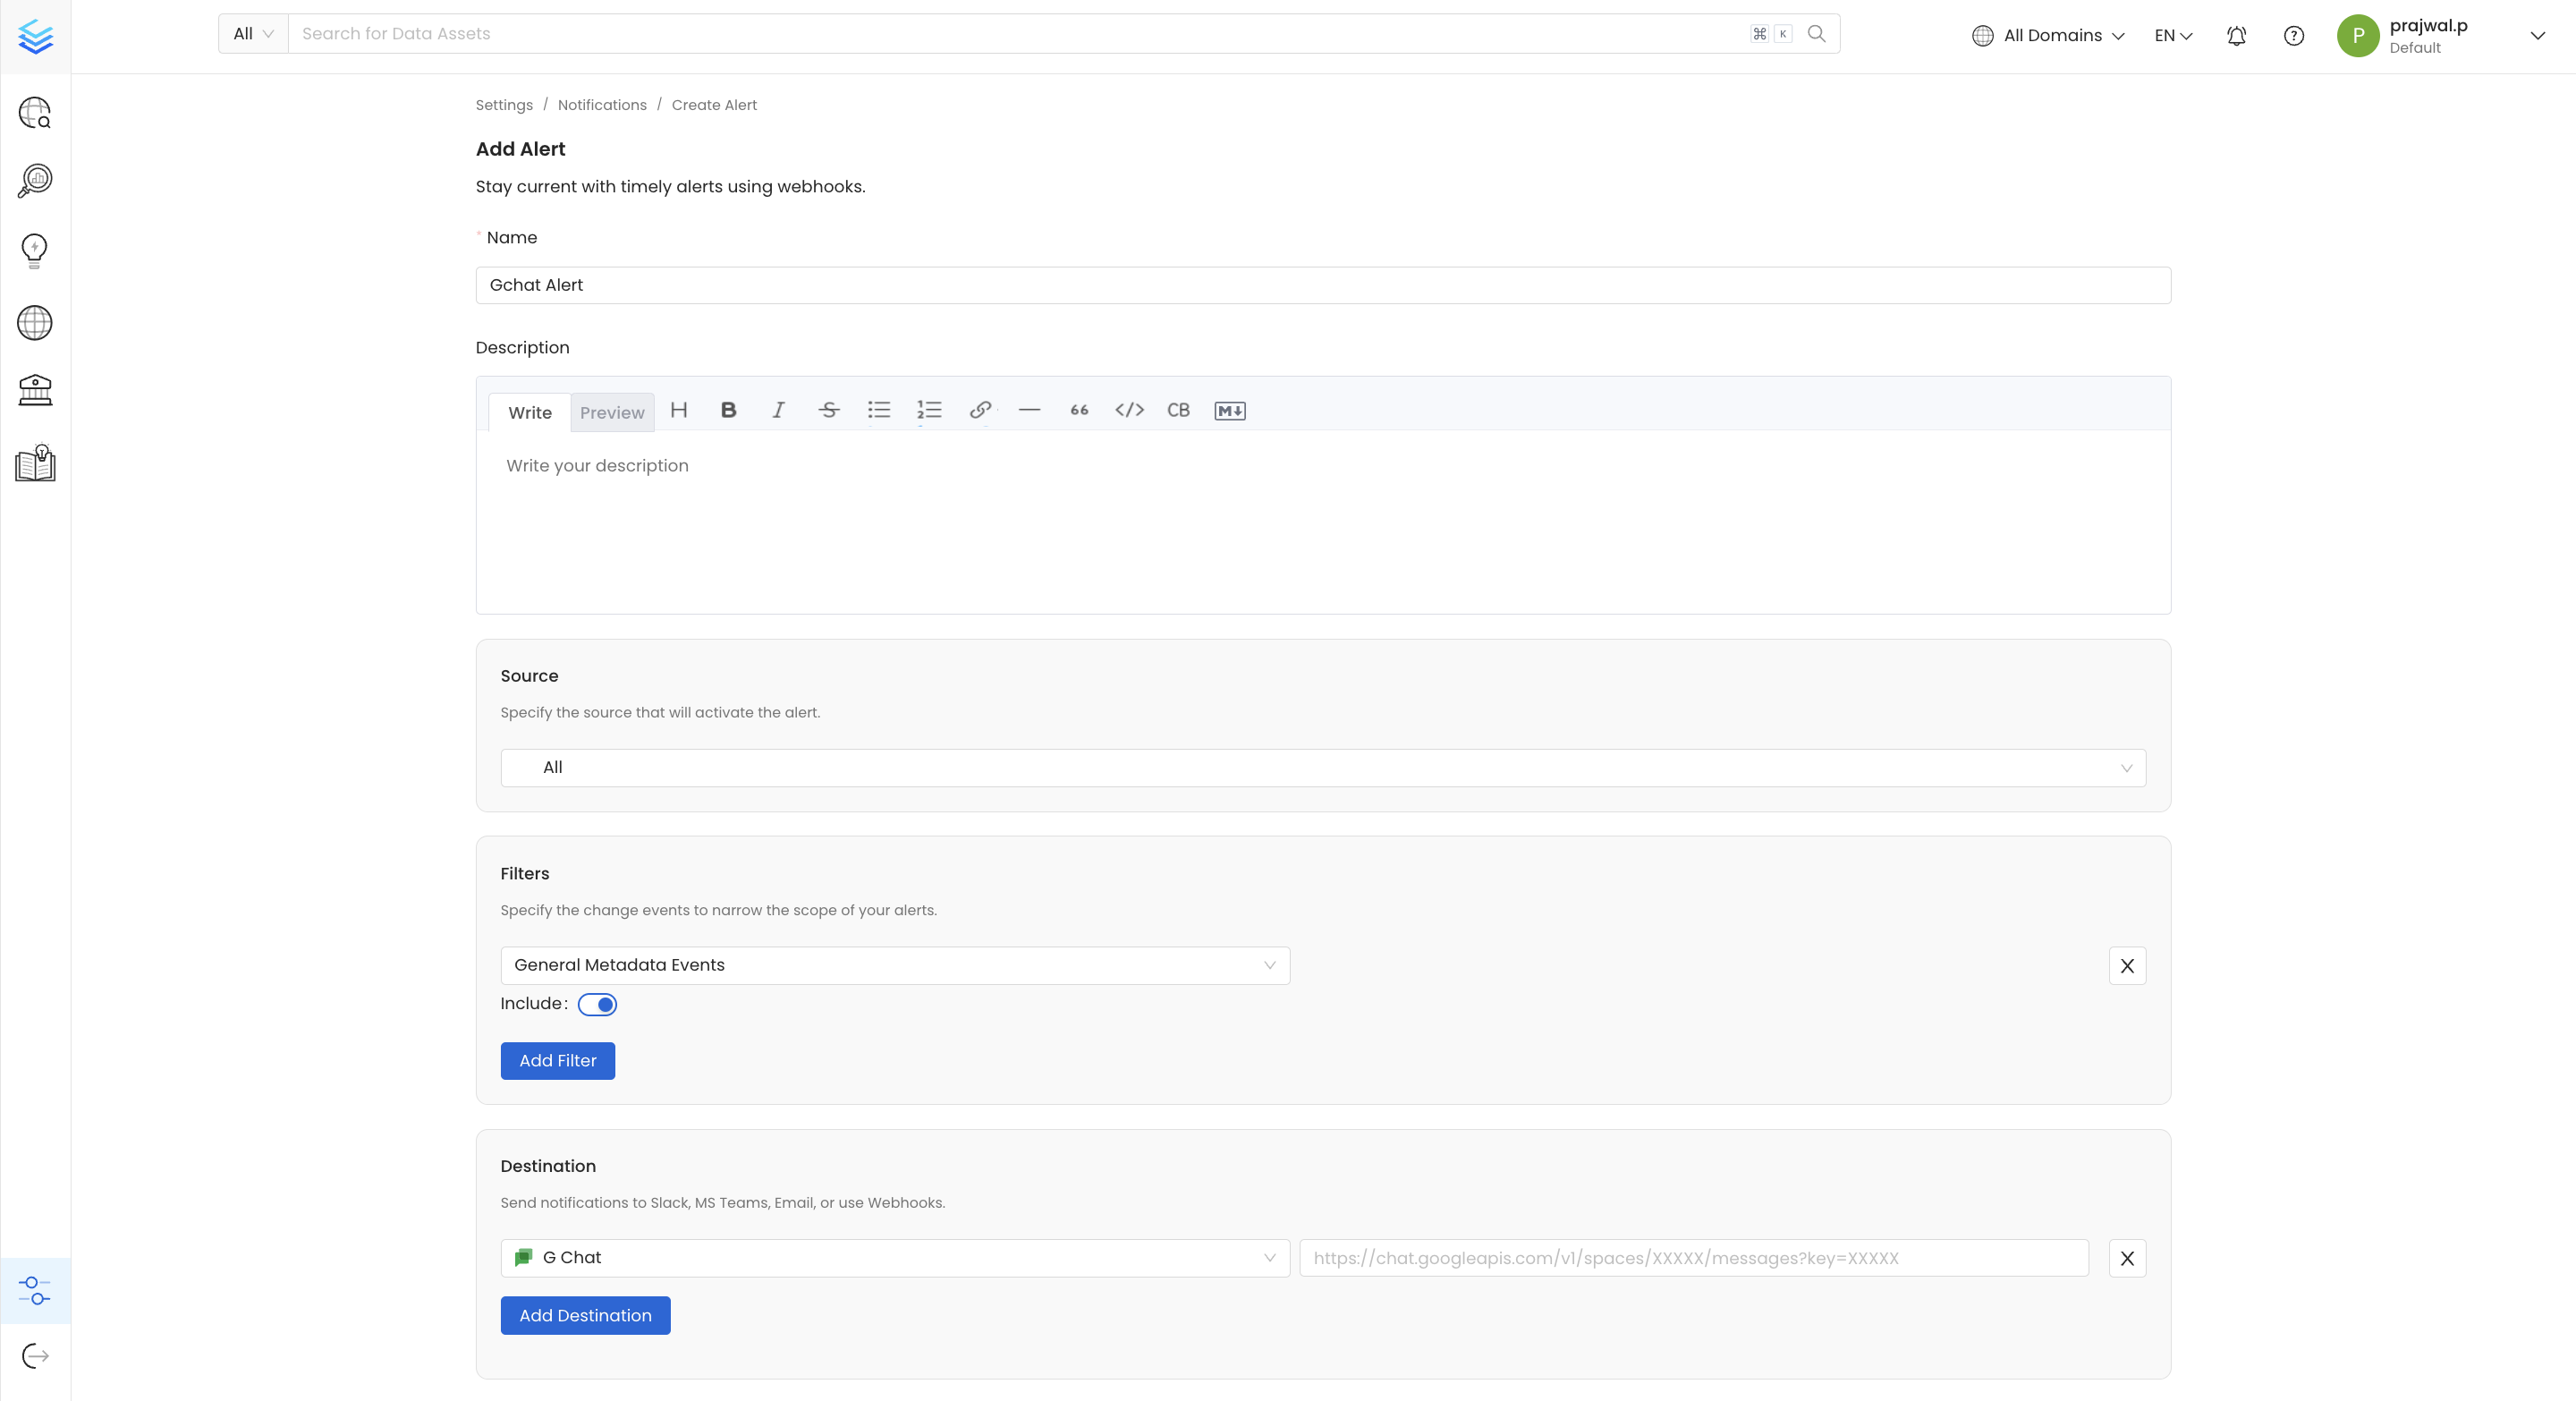 All
Search for Data Assets
⌘ K
All Domains
EN
P
prajwal.p
Default
Settings / Notifications / Create Alert
Add Alert
Stay current with timely alerts using webhooks.
* Name
Gchat Alert
Description
Write Preview H B I S 66 </> CB M↓
Write your description
Source
Specify the source that will activate the alert.
All
Filters
Specify the change events to narrow the scope of your alerts.
General Metadata Events
X
Include :
Add Filter
Destination
Send notifications to Slack, MS Teams, Email, or use Webhooks.
G Chat
https://chat.googleapis.com/v1/spaces/XXXXX/messages?key=XXXXX
X
Add Destination